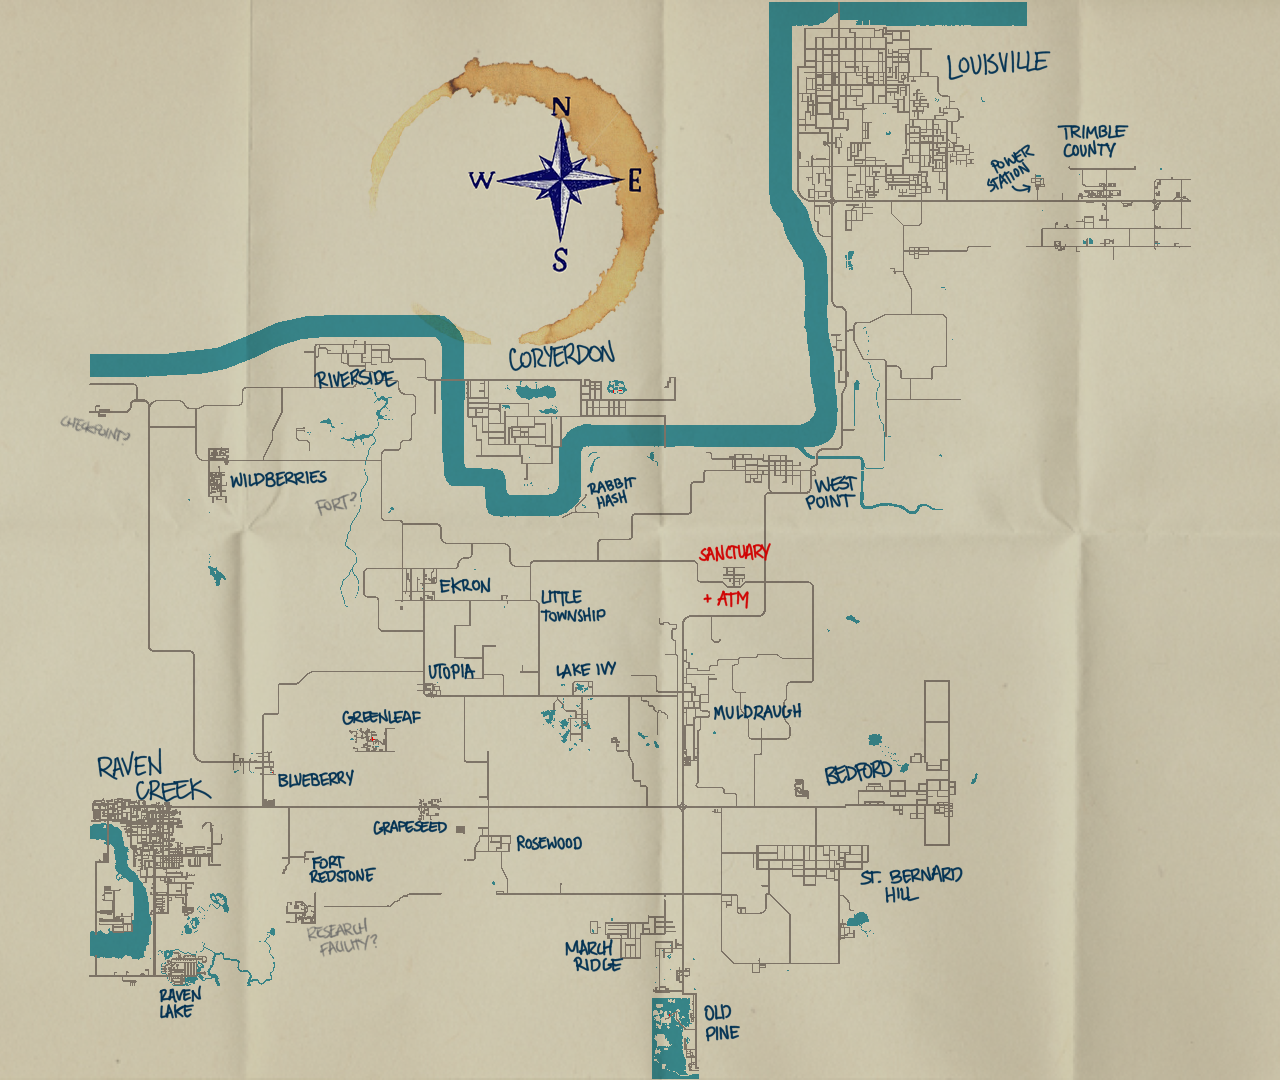 LOUISVILLE
TRIMBLE
COUNTY
POWER
STATION
N
W
E
S
CORYERDON
RIVERSIDE
CHECKPOINT?
WILDBERRIES
FORT?
RABBIT
HASH
WEST
POINT
SANCTUARY
+ ATM
EKRON
LITTLE
TOWNSHIP
UTOPIA
LAKE IVY
GREENLEAF
MULDRAUGH
RAVEN
CREEK
BLUEBERRY
BEDFORD
GRAPESEED
ROSEWOOD
FORT
REDSTONE
ST. BERNARD
HILL
RESEARCH
FACILITY?
MARCH
RIDGE
RAVEN
LAKE
OLD
PINE